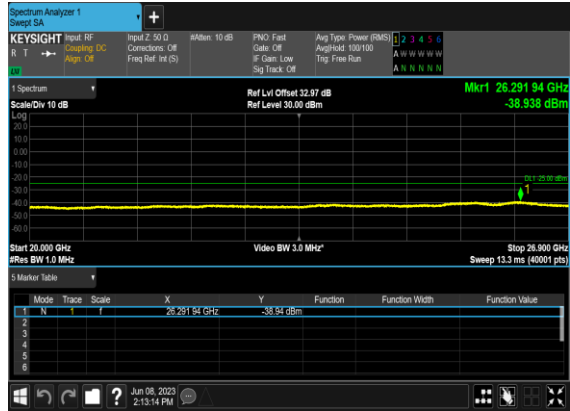 Spectrum Analyzer 1
Swept SA
KEYSIGHT Input: RF Input Z: 50 Ω #Atten: 10 dB PNO: Fast Avg Type: Power (RMS) 1 2 3 4 5 6
R T Coupling: DC Corrections: Off Gate: Off Avg|Hold: 100/100 A W W W W W
Align: Off Freq Ref: Int (S) IF Gain: Low Trig: Free Run
Sig Track: Off A N N N N N
1 Spectrum Ref Lvl Offset 32.97 dB Mkr1 26.291 94 GHz
Scale/Div 10 dB Ref Level 30.00 dBm -38.938 dBm
Log
20.0
10.0
0.00
-10.0
-20.0
DL1 -25.00 dBm
-30.0
1
-40.0
-50.0
-60.0
Start 20.000 GHz Video BW 3.0 MHz* Stop 26.900 GHz
#Res BW 1.0 MHz Sweep 13.3 ms (40001 pts)
5 Marker Table
Mode Trace Scale X Y Function Function Width Function Value
1 N 1 f 26.291 94 GHz -38.94 dBm
2
3
4
5
6
Jun 08, 2023
2:13:14 PM